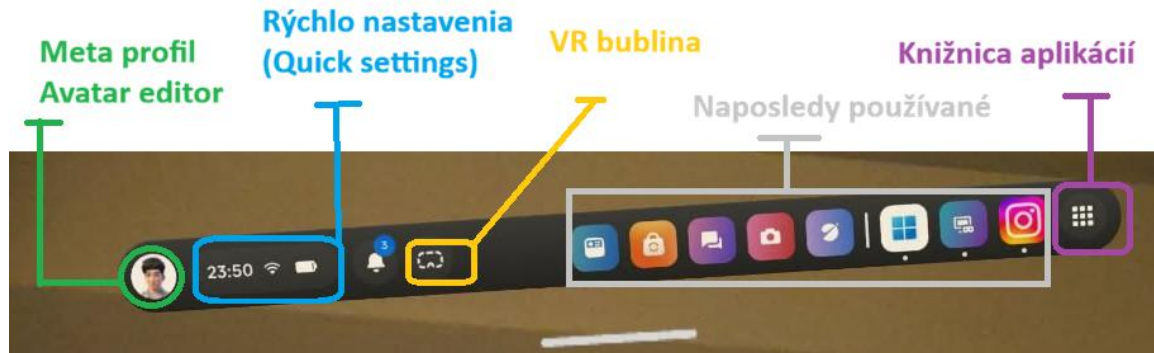 Meta profil
Avatar editor
Rýchlo nastavenia
(Quick settings)
VR bublina
Naposledy používané
Knižnica aplikácií
23:50
3